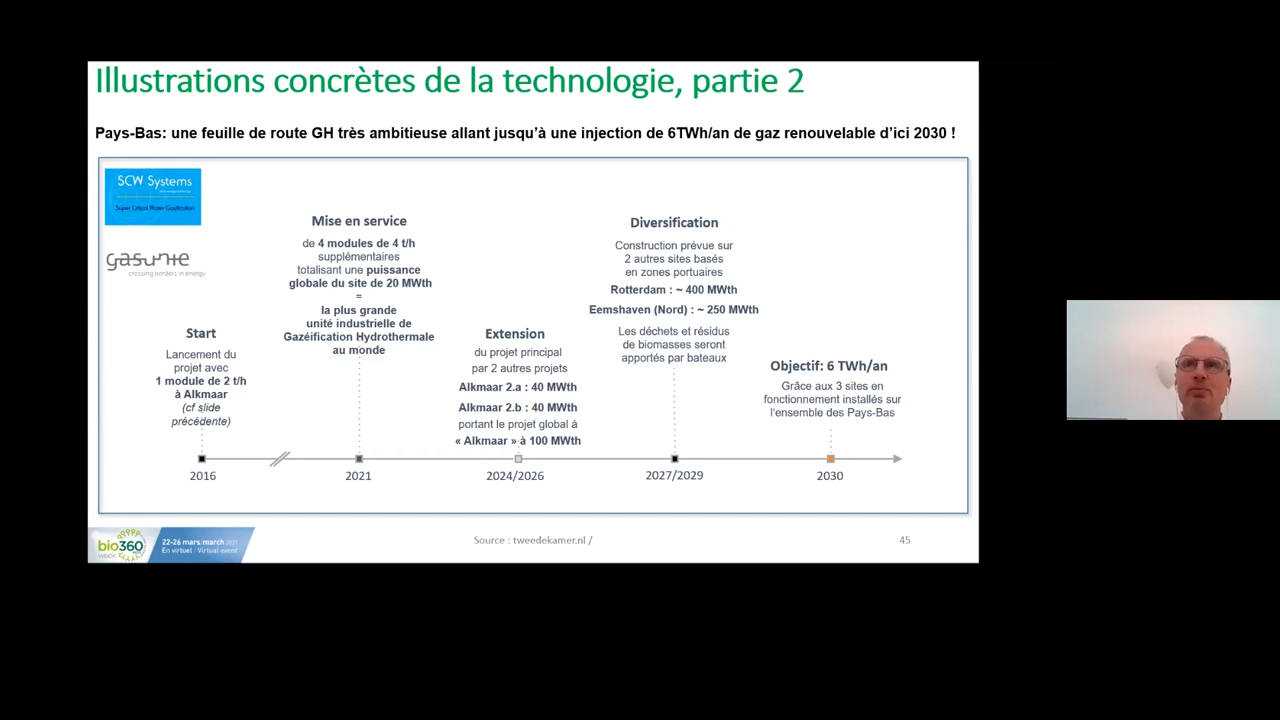 Illustrations concrètes de la technologie, partie 2
Pays-Bas: une feuille de route GH très ambitieuse allant jusqu'à une injection de 6TWh/an de gaz renouvelable d'ici 2030 !
SCW Systems
Super Critical Water Gasification
gasunie
crossing borders in energy
Start
Lancement du
projet avec
1 module de 2 t/h
à Alkmaar
(cf slide
précédente)
2016
Mise en service
de 4 modules de 4 t/h
supplémentaires
totalisant une puissance
globale du site de 20 MWth
=
la plus grande
unité industrielle de
Gazéification Hydrothermale
au monde
2021
Extension
du projet principal
par 2 autres projets
Alkmaar 2.a : 40 MWth
Alkmaar 2.b : 40 MWth
portant le projet global à
« Alkmaar » à 100 MWth
2024/2026
Diversification
Construction prévue sur
2 autres sites basés
en zones portuaires
Rotterdam : ~ 400 MWth
Eemshaven (Nord) : ~ 250 MWth
Les déchets et résidus
de biomasses seront
apportés par bateaux
2027/2029
Objectif: 6 TWh/an
Grâce aux 3 sites en
fonctionnement installés sur
l'ensemble des Pays-Bas
2030
bio360
week
22-26 mars/march 2021
En virtuel / Virtual event
Source : tweedekamer.nl /
45